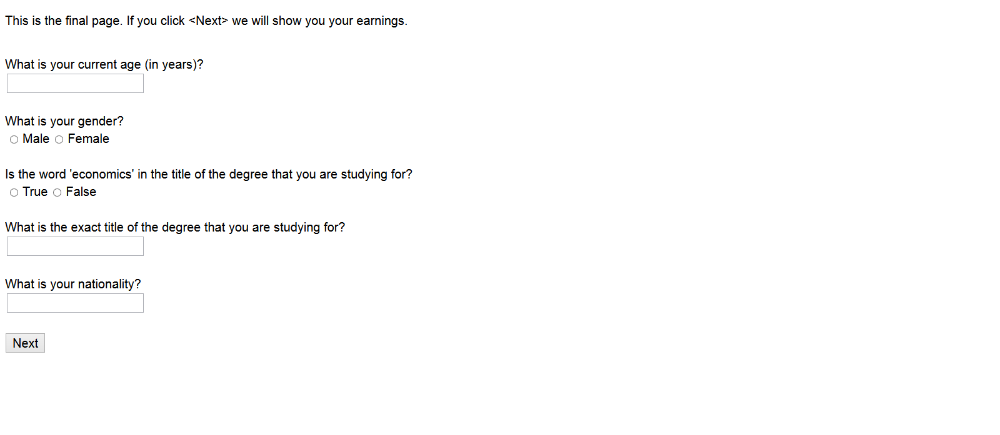 This is the final page. If you click <Next> we will show you your earnings.
What is your current age (in years)?
What is your gender?
Male Female
Is the word 'economics' in the title of the degree that you are studying for?
True False
What is the exact title of the degree that you are studying for?
What is your nationality?
Next